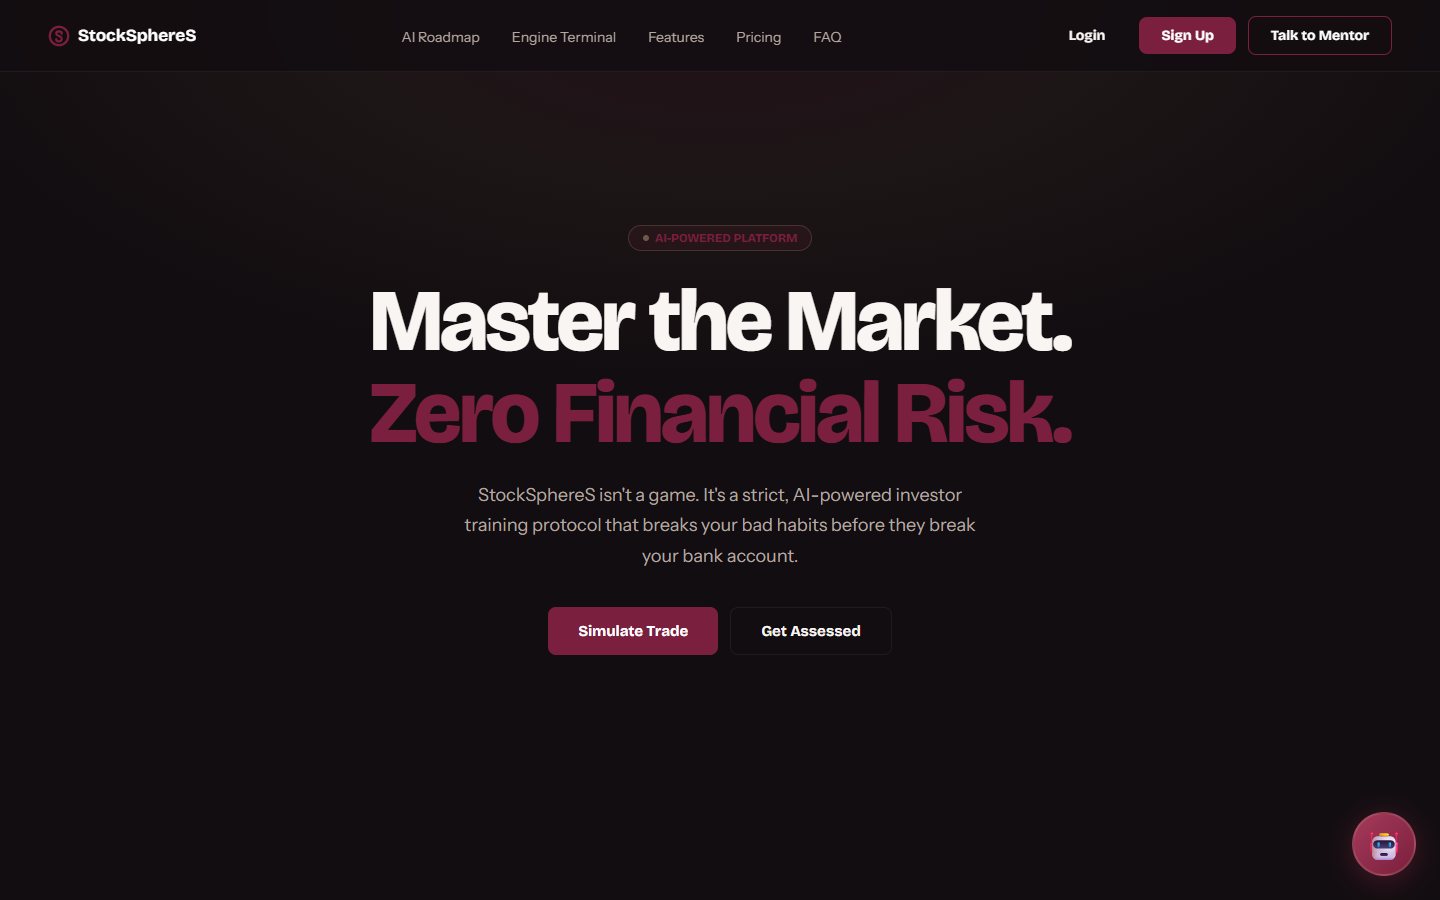 StockSphereS
AI Roadmap
Engine Terminal
Features
Pricing
FAQ
Login
Sign Up
Talk to Mentor
AI-POWERED PLATFORM
Master the Market.
Zero Financial Risk.
StockSphereS isn't a game. It's a strict, AI-powered investor
training protocol that breaks your bad habits before they break
your bank account.
Simulate Trade
Get Assessed